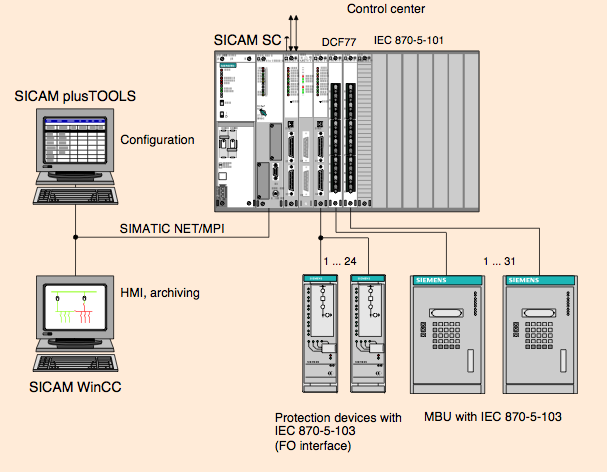 Control center
SICAM SC
DCF77
IEC 870-5-101
SIEMENS
SICAM plusTOOLS
Configuration
SIMATIC NET/MPI
1 ... 24
1 ... 31
SIEMENS
SIEMENS
HMI, archiving
SICAM WinCC
Protection devices with
IEC 870-5-103
(FO interface)
MBU with IEC 870-5-103